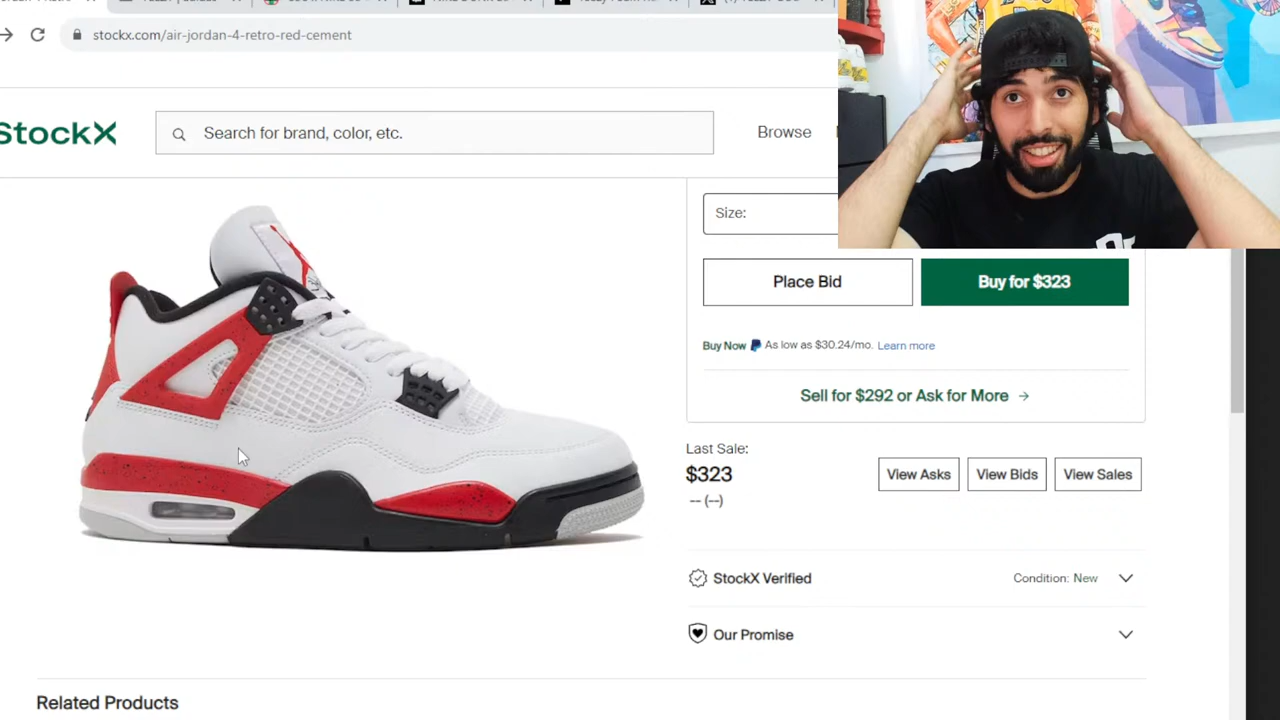 stockx.com/air-jordan-4-retro-red-cement
StockX
Search for brand, color, etc.
Browse
Size:
Place Bid
Buy for $323
Buy Now
As low as $30.24/mo. Learn more
Sell for $292 or Ask for More →
Last Sale:
$323
-- (--)
View Asks
View Bids
View Sales
StockX Verified
Condition: New
Our Promise
Related Products